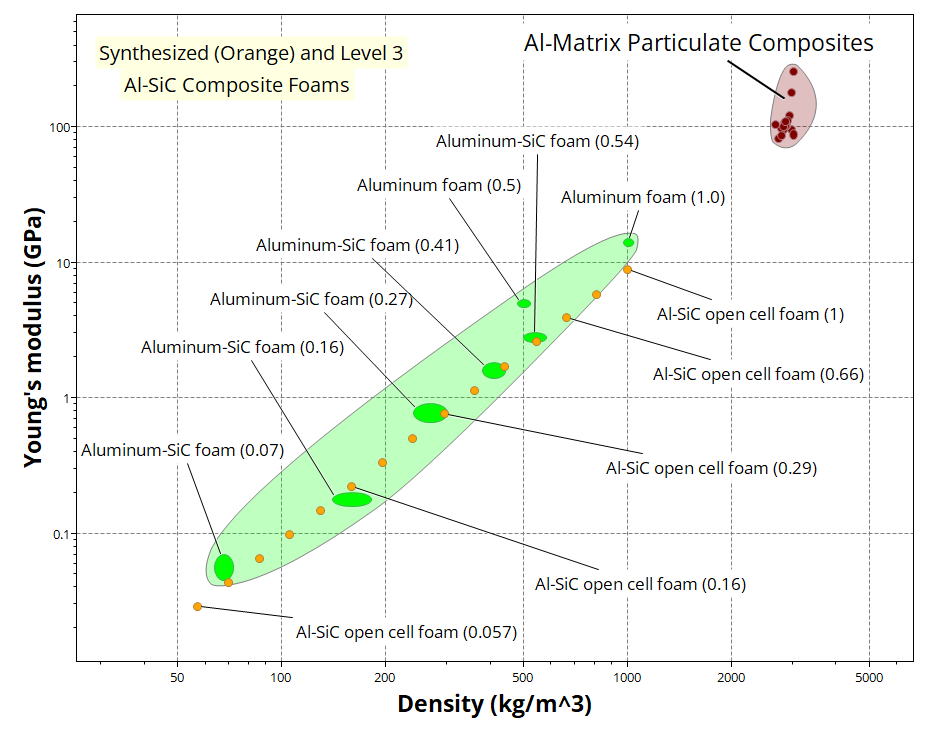 Synthesized (Orange) and Level 3
Al-SiC Composite Foams
Al-Matrix Particulate Composites
Aluminum-SiC foam (0.54)
Aluminum foam (0.5)
Aluminum foam (1.0)
Aluminum-SiC foam (0.41)
Aluminum-SiC foam (0.27)
Al-SiC open cell foam (1)
Aluminum-SiC foam (0.16)
Al-SiC open cell foam (0.66)
Aluminum-SiC foam (0.07)
Al-SiC open cell foam (0.29)
Al-SiC open cell foam (0.16)
Al-SiC open cell foam (0.057)
Young's modulus (GPa)
100
10
1
0.1
50 100 200 500 1000 2000 5000
Density (kg/m^3)